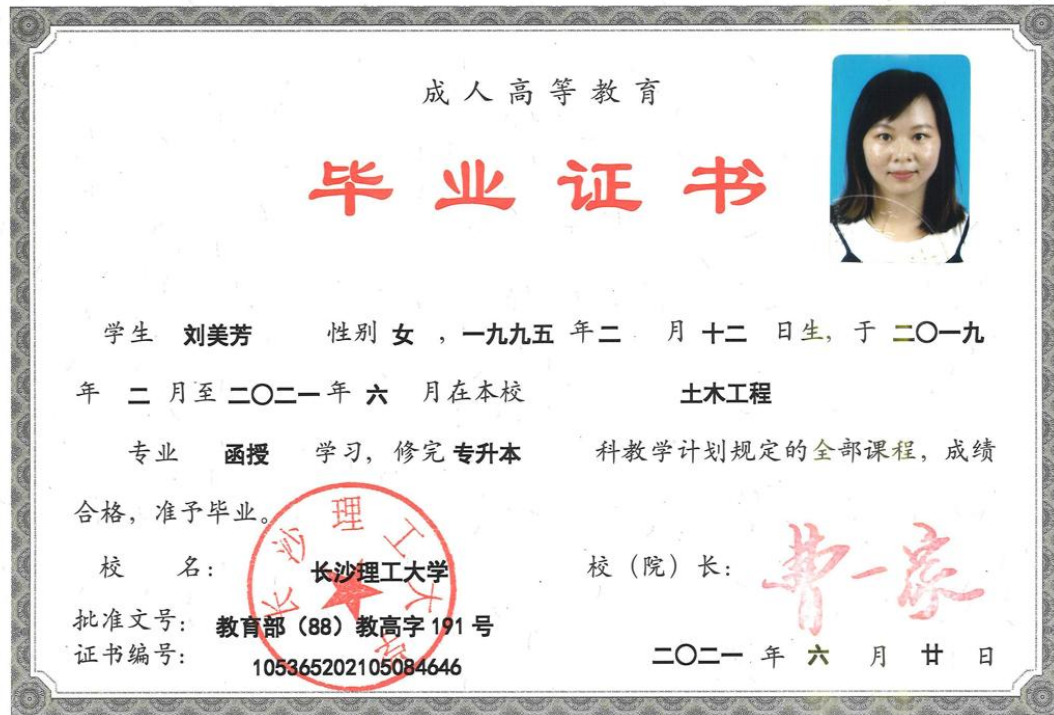 成人高等教育
毕业证书
学生 刘美芳 性别 女 ，一九九五 年 二 月 十二 日生，于 二〇一九
年 二 月至 二〇二一 年 六 月在本校 土木工程
专业 函授 学习，修完 专升本 科教学计划规定的全部课程，成绩
合格，准予毕业。
长沙理工大学
校 名： 长沙理工大学 校（院）长：
批准文号： 教育部（88）教高字 191 号
证书编号： 105365202105084646 二〇二一 年 六 月 廿 日